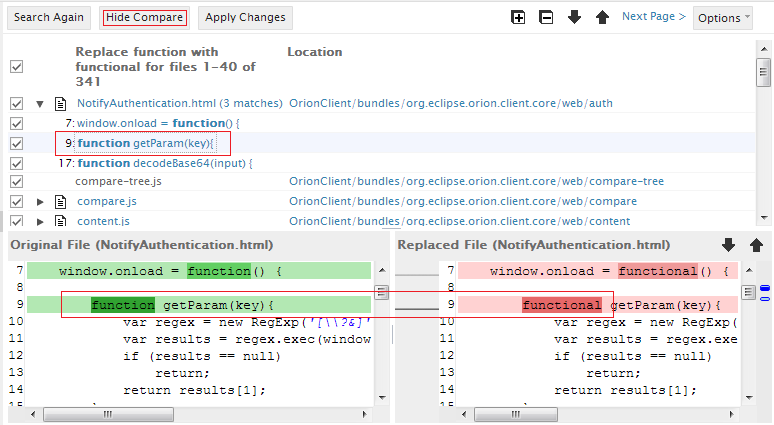 Search Again Hide Compare Apply Changes Next Page > Options
Replace function with Location
functional for files 1-40 of
341
NotifyAuthentication.html (3 matches) OrionClient/bundles/org.eclipse.orion.client.core/web/auth
7: window.onload = function() {
9: function getParam(key){
17: function decodeBase64(input) {
compare-tree.js OrionClient/bundles/org.eclipse.orion.client.core/web/compare-tree
compare.js OrionClient/bundles/org.eclipse.orion.client.core/web/compare
content.js OrionClient/bundles/org.eclipse.orion.client.core/web/content
Original File (NotifyAuthentication.html)
7 window.onload = function() {
8
9 function getParam(key){
10 var regex = new RegExp('[\\?&]'
11 var results = regex.exec(window
12 if (results == null)
13 return;
14 return results[1];
Replaced File (NotifyAuthentication.html)
7 window.onload = functional() {
8
9 functional getParam(key){
10 var regex = new RegExp(
11 var results = regex.exe
12 if (results == null)
13 return;
14 return results[1];